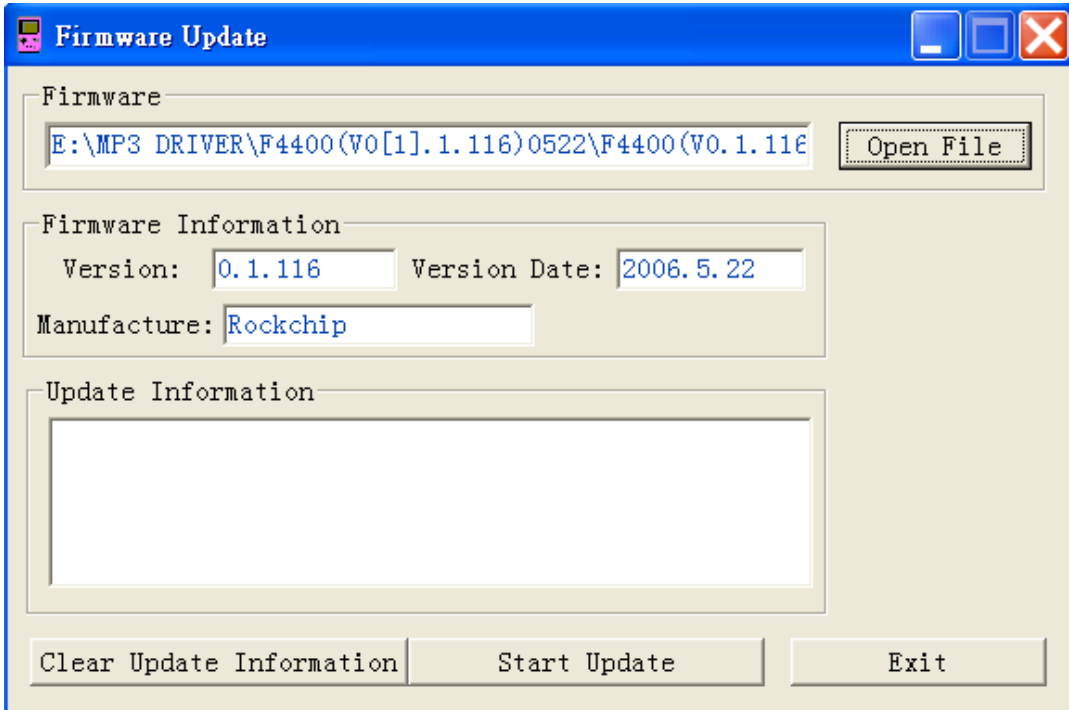 Firmware Update
Firmware
E:\MP3 DRIVER\F4400(V0[1].1.116)0522\F4400(V0.1.116
Open File
Firmware Information
Version: 0.1.116 Version Date: 2006.5.22
Manufacture: Rockchip
Update Information
Clear Update Information Start Update Exit